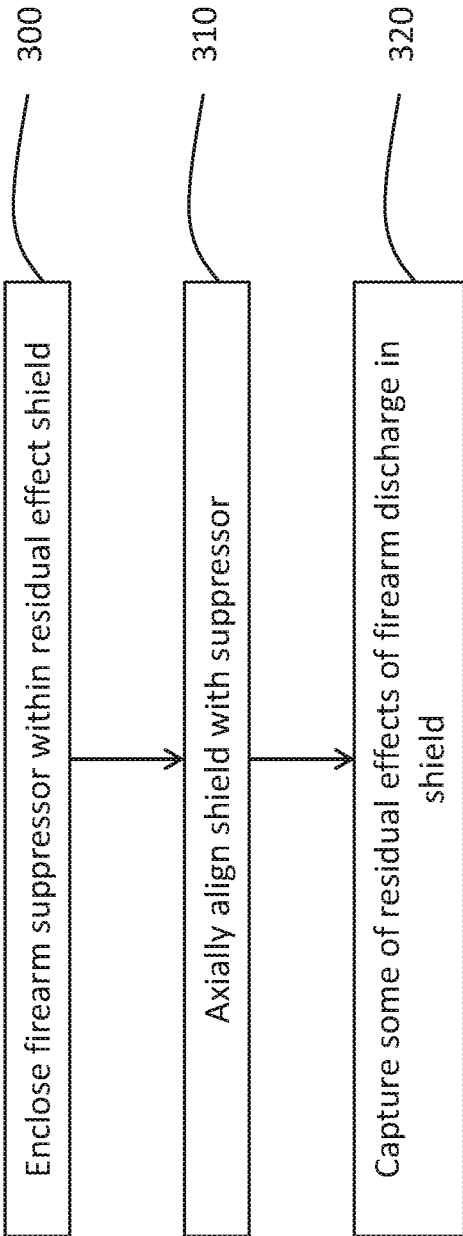 Enclose firearm suppressor within residual effect shield
300
Axially align shield with suppressor
310
Capture some of residual effects of firearm discharge in
shield
320